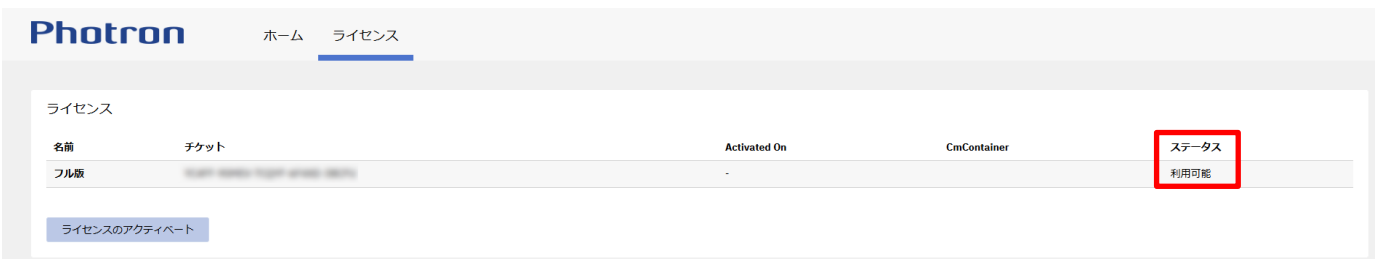 Photron ホーム ライセンス
ライセンス
名前 チケット Activated On CmContainer ステータス
フル版 - 利用可能
ライセンスのアクティベート